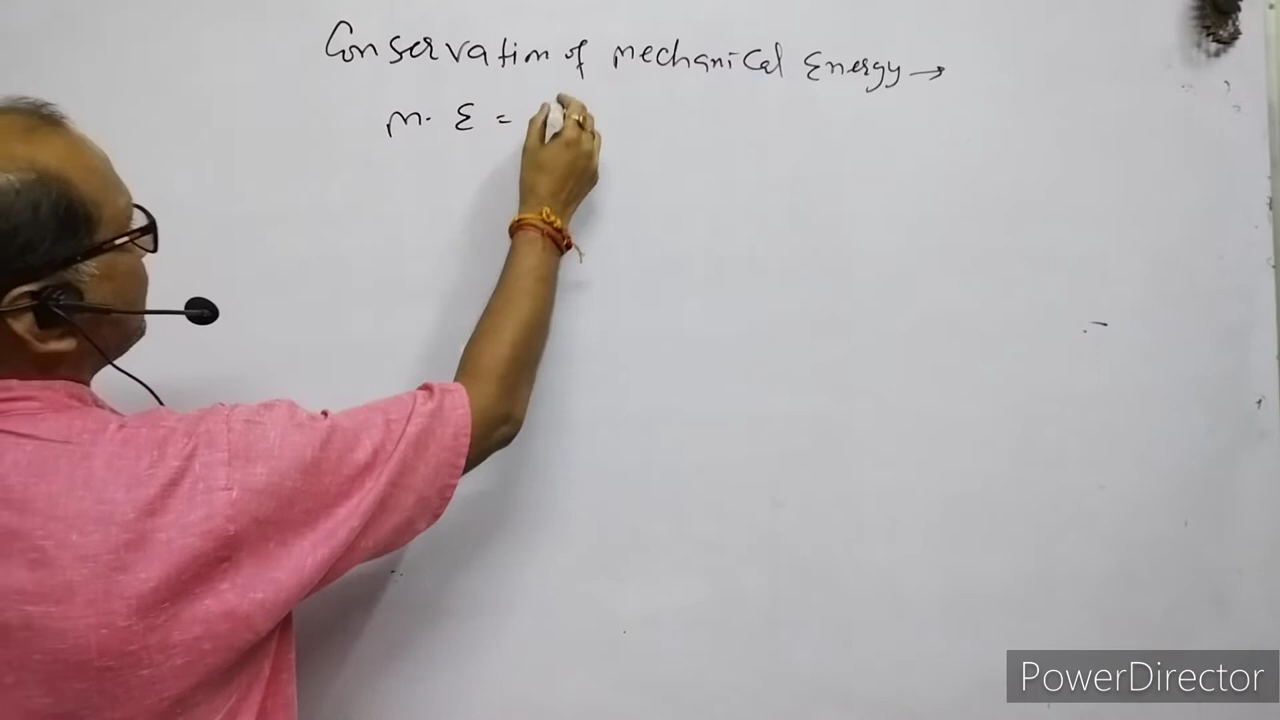 Conservation of mechanical Energy →
M. E =
PowerDirector